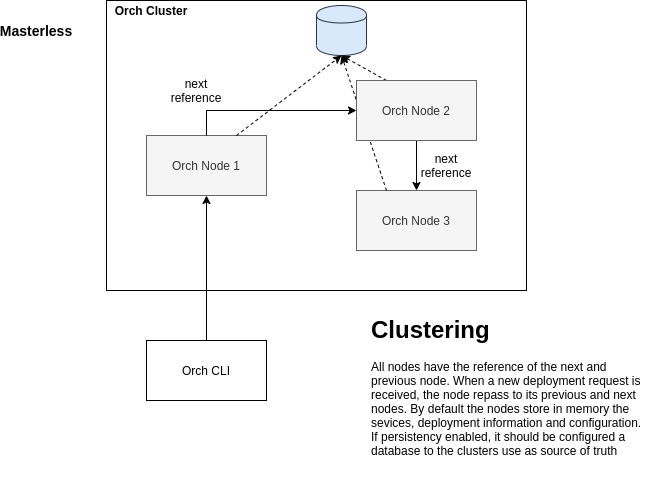 Orch Cluster
Masterless
next
reference
Orch Node 2
Orch Node 1
next
reference
Orch Node 3
Orch CLI
Clustering
All nodes have the reference of the next and
previous node. When a new deployment request is
received, the node repass to its previous and next
nodes. By default the nodes store in memory the
sevices, deployment information and configuration.
If persistency enabled, it should be configured a
database to the clusters use as source of truth